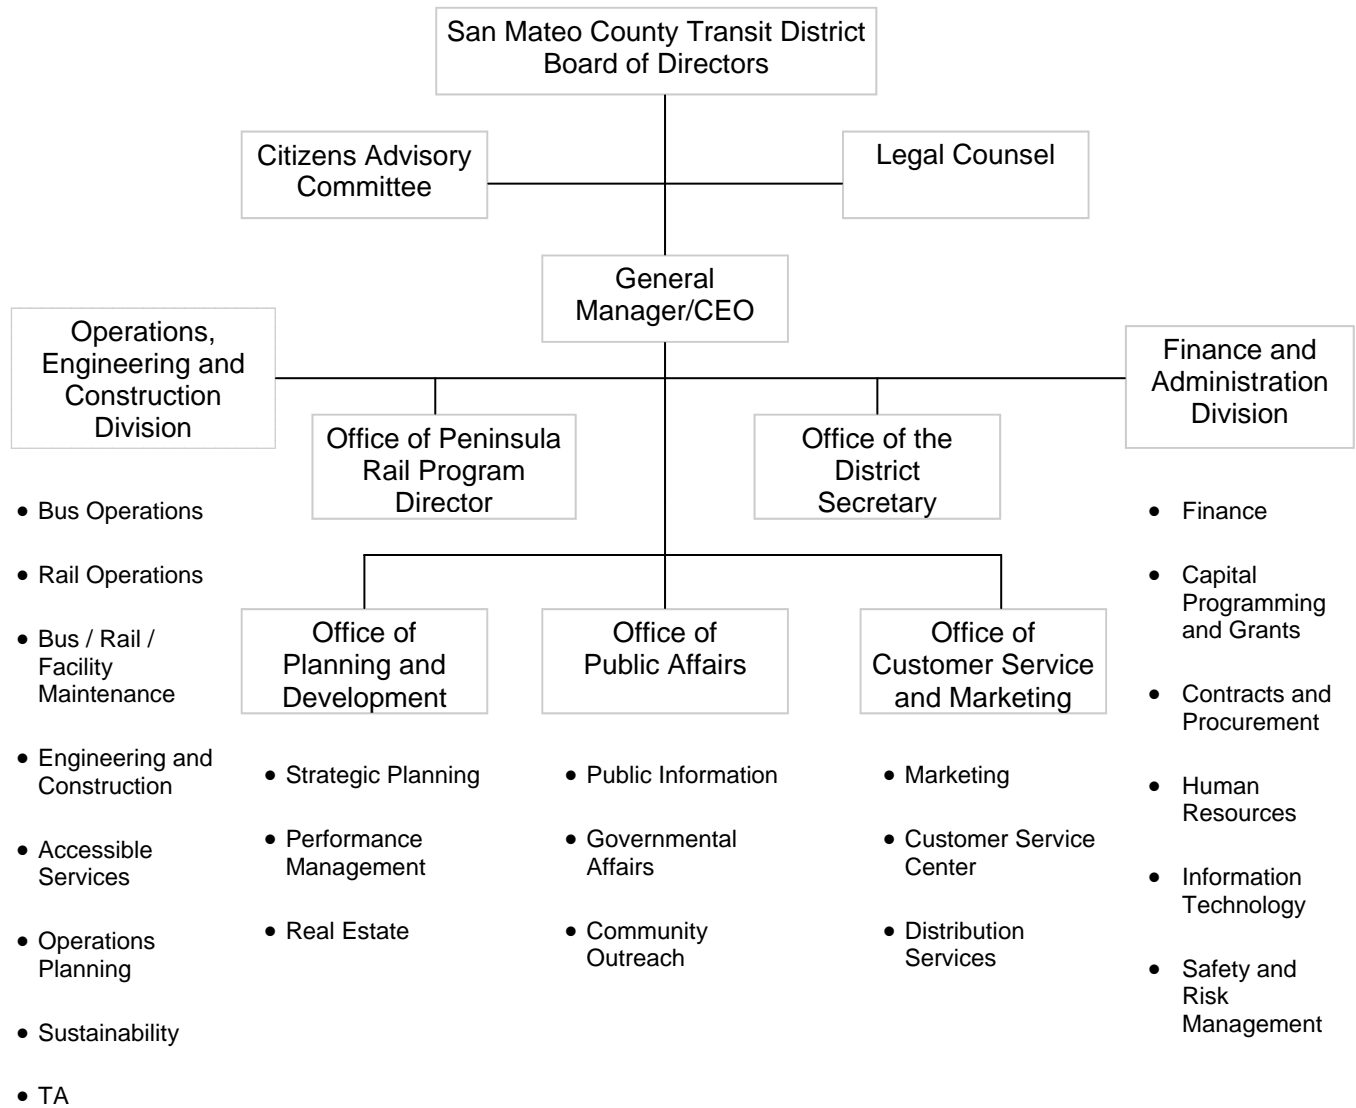 San Mateo County Transit District
Board of Directors
Citizens Advisory
Committee
Legal Counsel
General
Manager/CEO
Operations,
Engineering and
Construction
Division
Finance and
Administration
Division
Office of Peninsula
Rail Program
Director
Office of the
District
Secretary
• Bus Operations
• Rail Operations
• Bus / Rail /
Facility
Maintenance
• Engineering and
Construction
• Accessible
Services
• Operations
Planning
• Sustainability
• TA
Office of
Planning and
Development
• Strategic Planning
• Performance
Management
• Real Estate
Office of
Public Affairs
• Public Information
• Governmental
Affairs
• Community
Outreach
Office of
Customer Service
and Marketing
• Marketing
• Customer Service
Center
• Distribution
Services
• Finance
• Capital
Programming
and Grants
• Contracts and
Procurement
• Human
Resources
• Information
Technology
• Safety and
Risk
Management